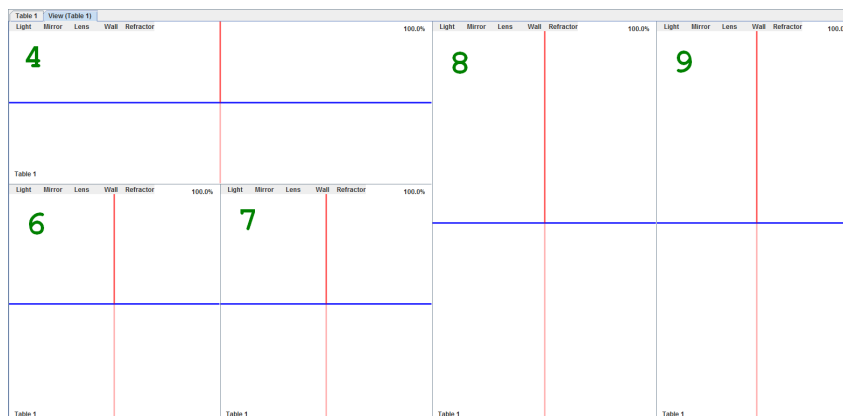 Table 1 View (Table 1)
Light Mirror Lens Wall Refractor 100.0%
4
Table 1
Light Mirror Lens Wall Refractor 100.0%
6
Table 1
Light Mirror Lens Wall Refractor 100.0%
7
Table 1
Light Mirror Lens Wall Refractor 100.0%
8
Table 1
Light Mirror Lens Wall Refractor
9
Table 1